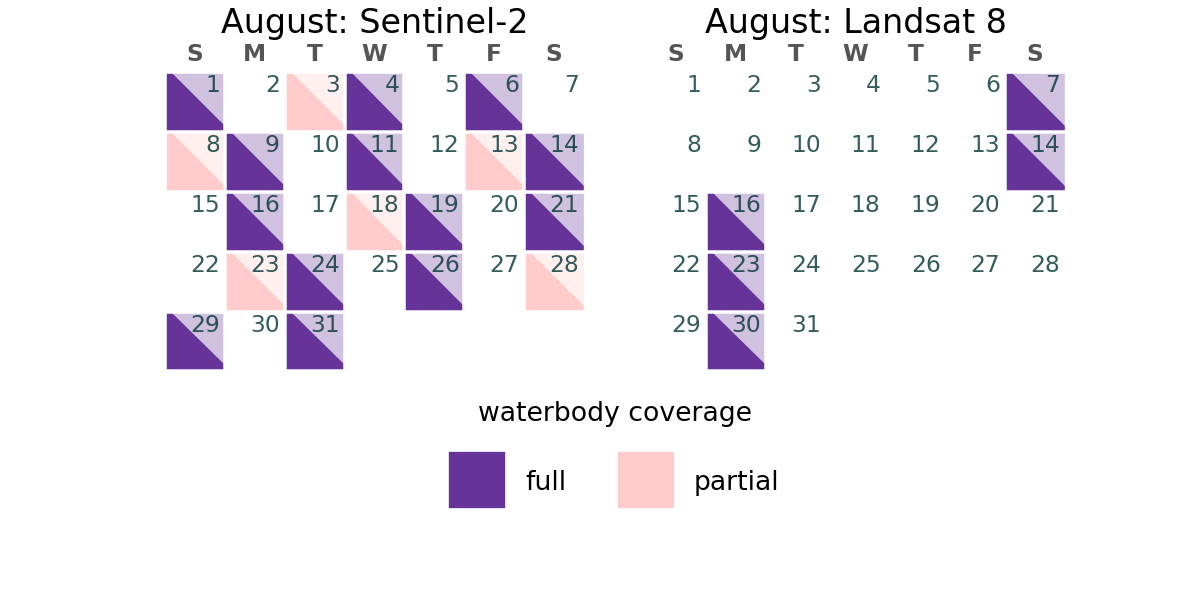 August: Sentinel-2
S M T W T F S
1 2 3 4 5 6 7
8 9 10 11 12 13 14
15 16 17 18 19 20 21
22 23 24 25 26 27 28
29 30 31
August: Landsat 8
S M T W T F S
1 2 3 4 5 6 7
8 9 10 11 12 13 14
15 16 17 18 19 20 21
22 23 24 25 26 27 28
29 30 31
waterbody coverage
full
partial